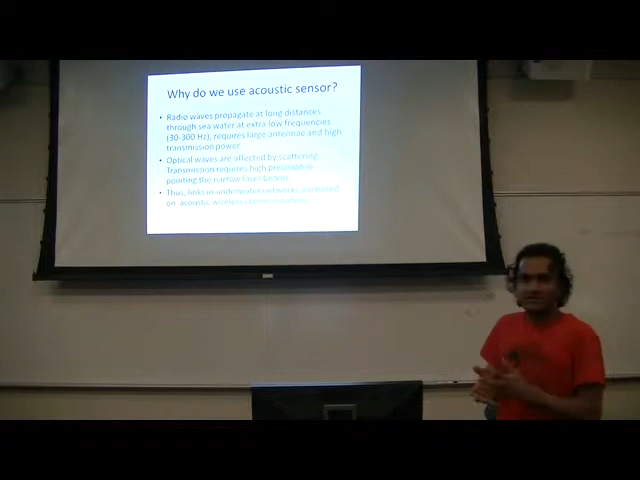 Why do we use acoustic sensor?
• Radio waves propagate at long distances
through sea water at extra low frequencies
(30-300 Hz), requires large antennae and high
transmission power
• Optical waves are affected by scattering.
Transmission requires high precision in
pointing the narrow laser beams
• Thus, links in underwater networks are based
on acoustic wireless communications